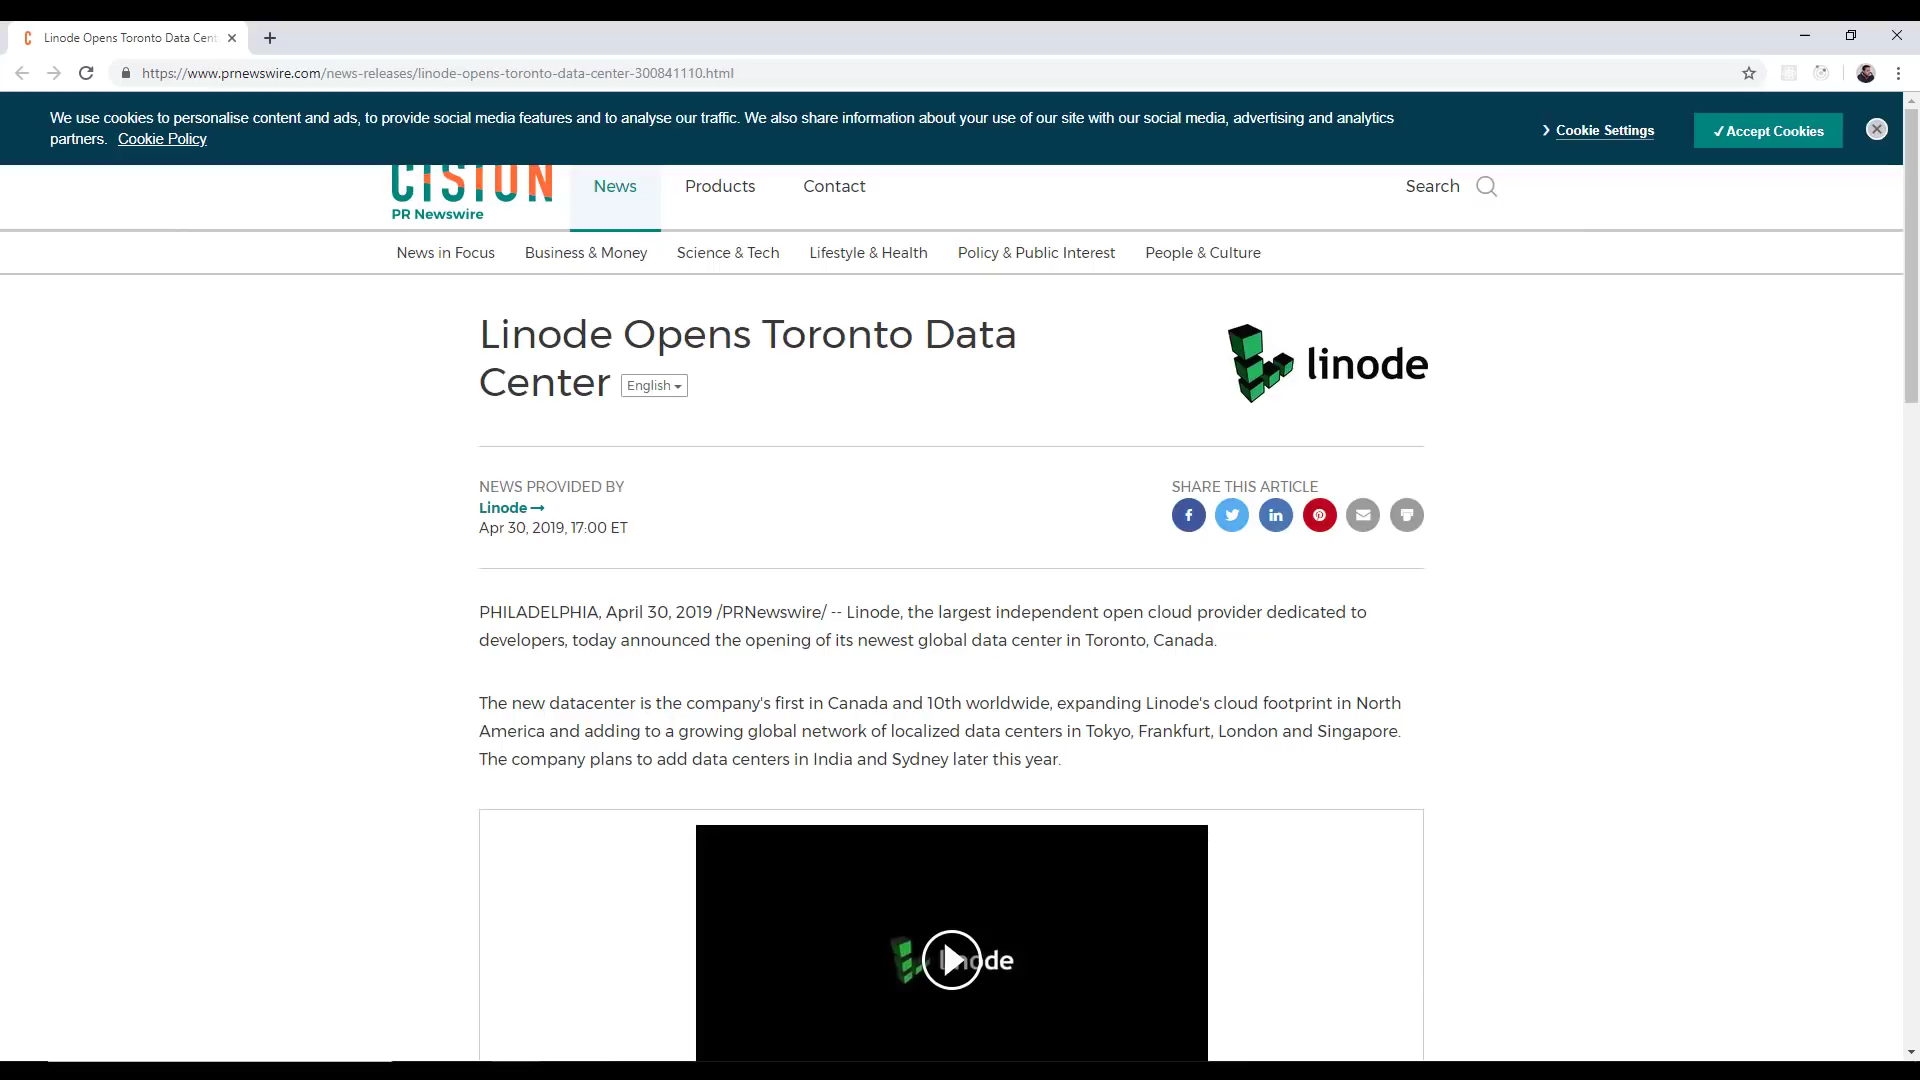 Linode Opens Toronto Data Cent
https://www.prnewswire.com/news-releases/linode-opens-toronto-data-center-300841110.html
We use cookies to personalise content and ads, to provide social media features and to analyse our traffic. We also share information about your use of our site with our social media, advertising and analytics
partners. Cookie Policy
Cookie Settings
✓Accept Cookies
CISION
PR Newswire
News
Products
Contact
Search
News in Focus
Business & Money
Science & Tech
Lifestyle & Health
Policy & Public Interest
People & Culture
Linode Opens Toronto Data
Center
English
linode
NEWS PROVIDED BY
Linode→
Apr 30, 2019, 17:00 ET
SHARE THIS ARTICLE
PHILADELPHIA, April 30, 2019 /PRNewswire/ -- Linode, the largest independent open cloud provider dedicated to
developers, today announced the opening of its newest global data center in Toronto, Canada.
The new datacenter is the company's first in Canada and 10th worldwide, expanding Linode's cloud footprint in North
America and adding to a growing global network of localized data centers in Tokyo, Frankfurt, London and Singapore.
The company plans to add data centers in India and Sydney later this year.
linode